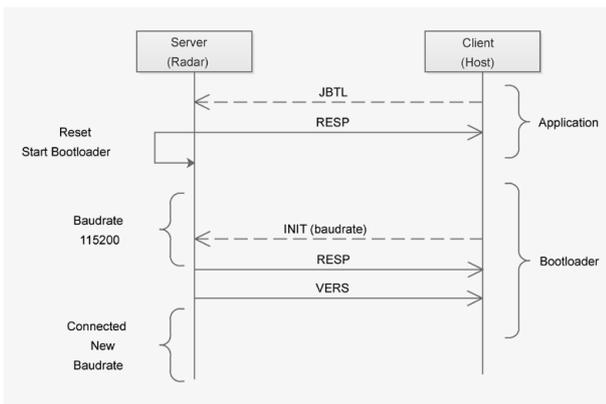 Server
(Radar)
Client
(Host)
JBTL
RESP
Application
Reset
Start Bootloader
Baudrate
115200
INIT (baudrate)
RESP
Bootloader
VERS
Connected
New
Baudrate